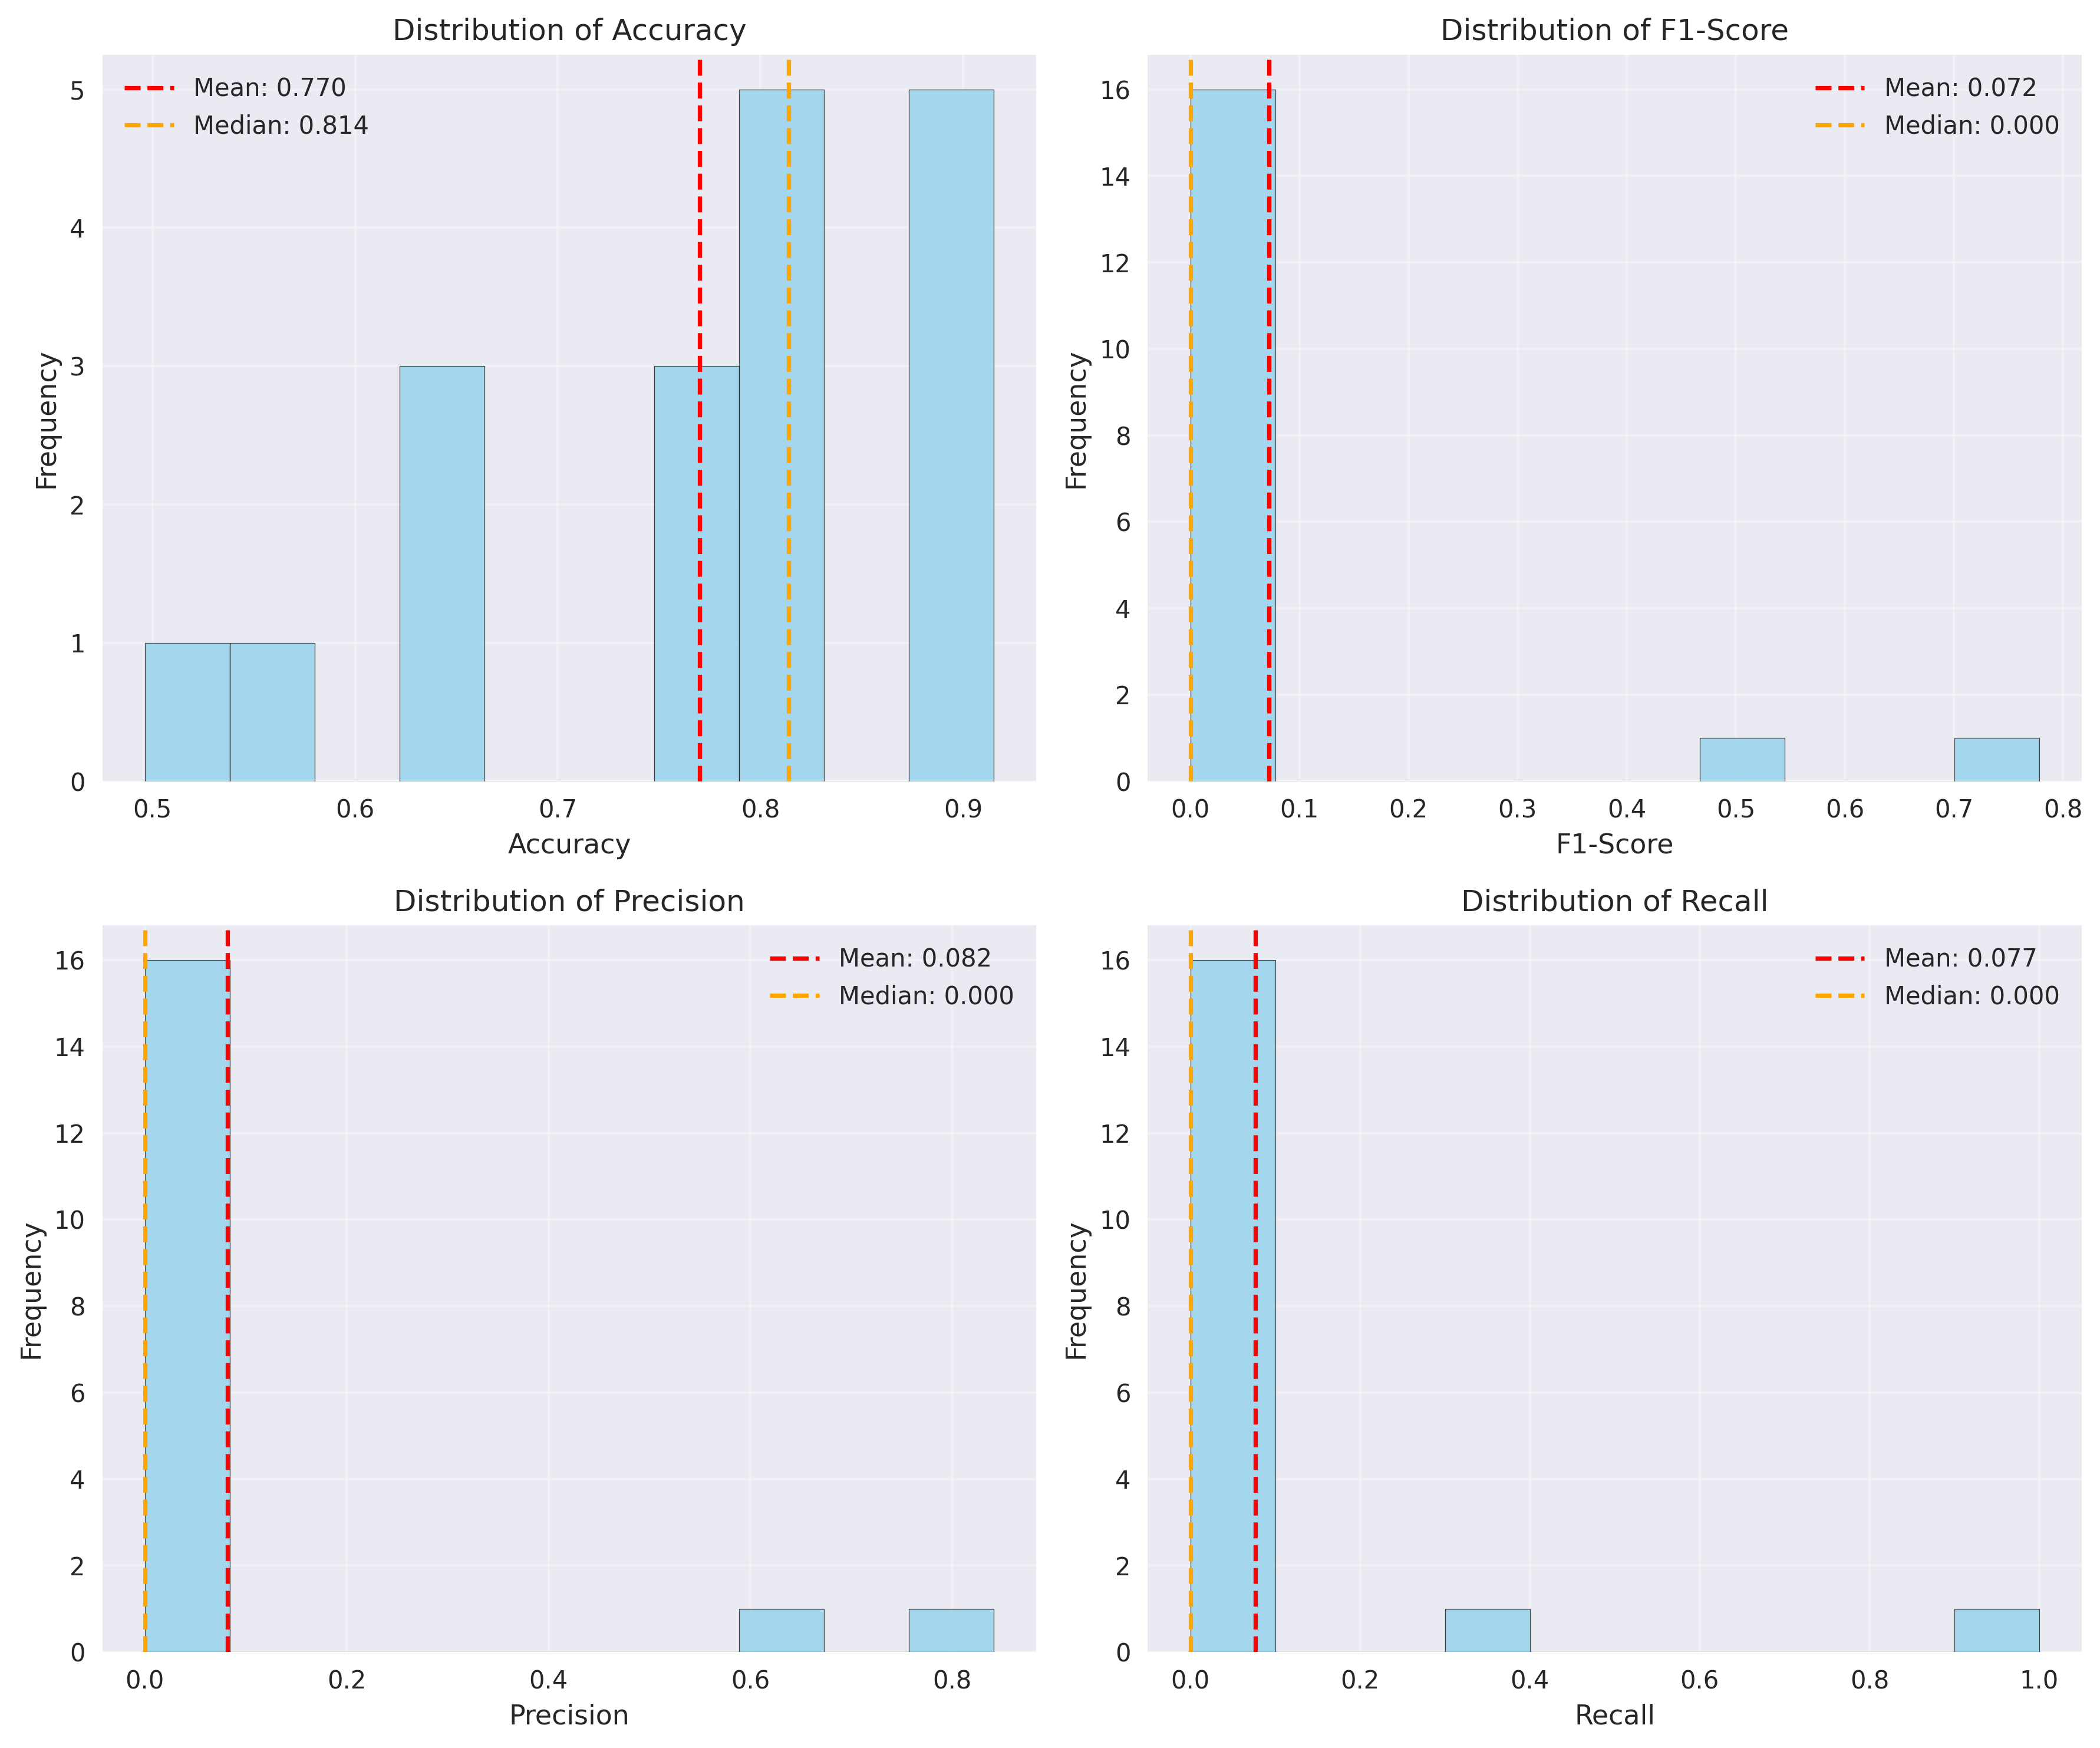 Distribution of Accuracy
Mean: 0.770
Median: 0.814
Frequency
5
4
3
2
1
0
0.5 0.6 0.7 0.8 0.9
Accuracy
Distribution of F1-Score
Mean: 0.072
Median: 0.000
Frequency
16
14
12
10
8
6
4
2
0
0.0 0.1 0.2 0.3 0.4 0.5 0.6 0.7 0.8
F1-Score
Distribution of Precision
Mean: 0.082
Median: 0.000
Frequency
16
14
12
10
8
6
4
2
0
0.0 0.2 0.4 0.6 0.8
Precision
Distribution of Recall
Mean: 0.077
Median: 0.000
Frequency
16
14
12
10
8
6
4
2
0
0.0 0.2 0.4 0.6 0.8 1.0
Recall